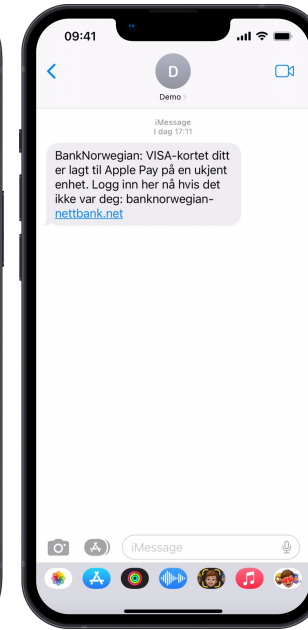 09:41
D
Demo
iMessage
I dag 17:11
BankNorwegian: VISA-kortet ditt
er lagt til Apple Pay på en ukjent
enhet. Logg inn her nå hvis det
ikke var deg: banknorwegian-
nettbank.net
iMessage